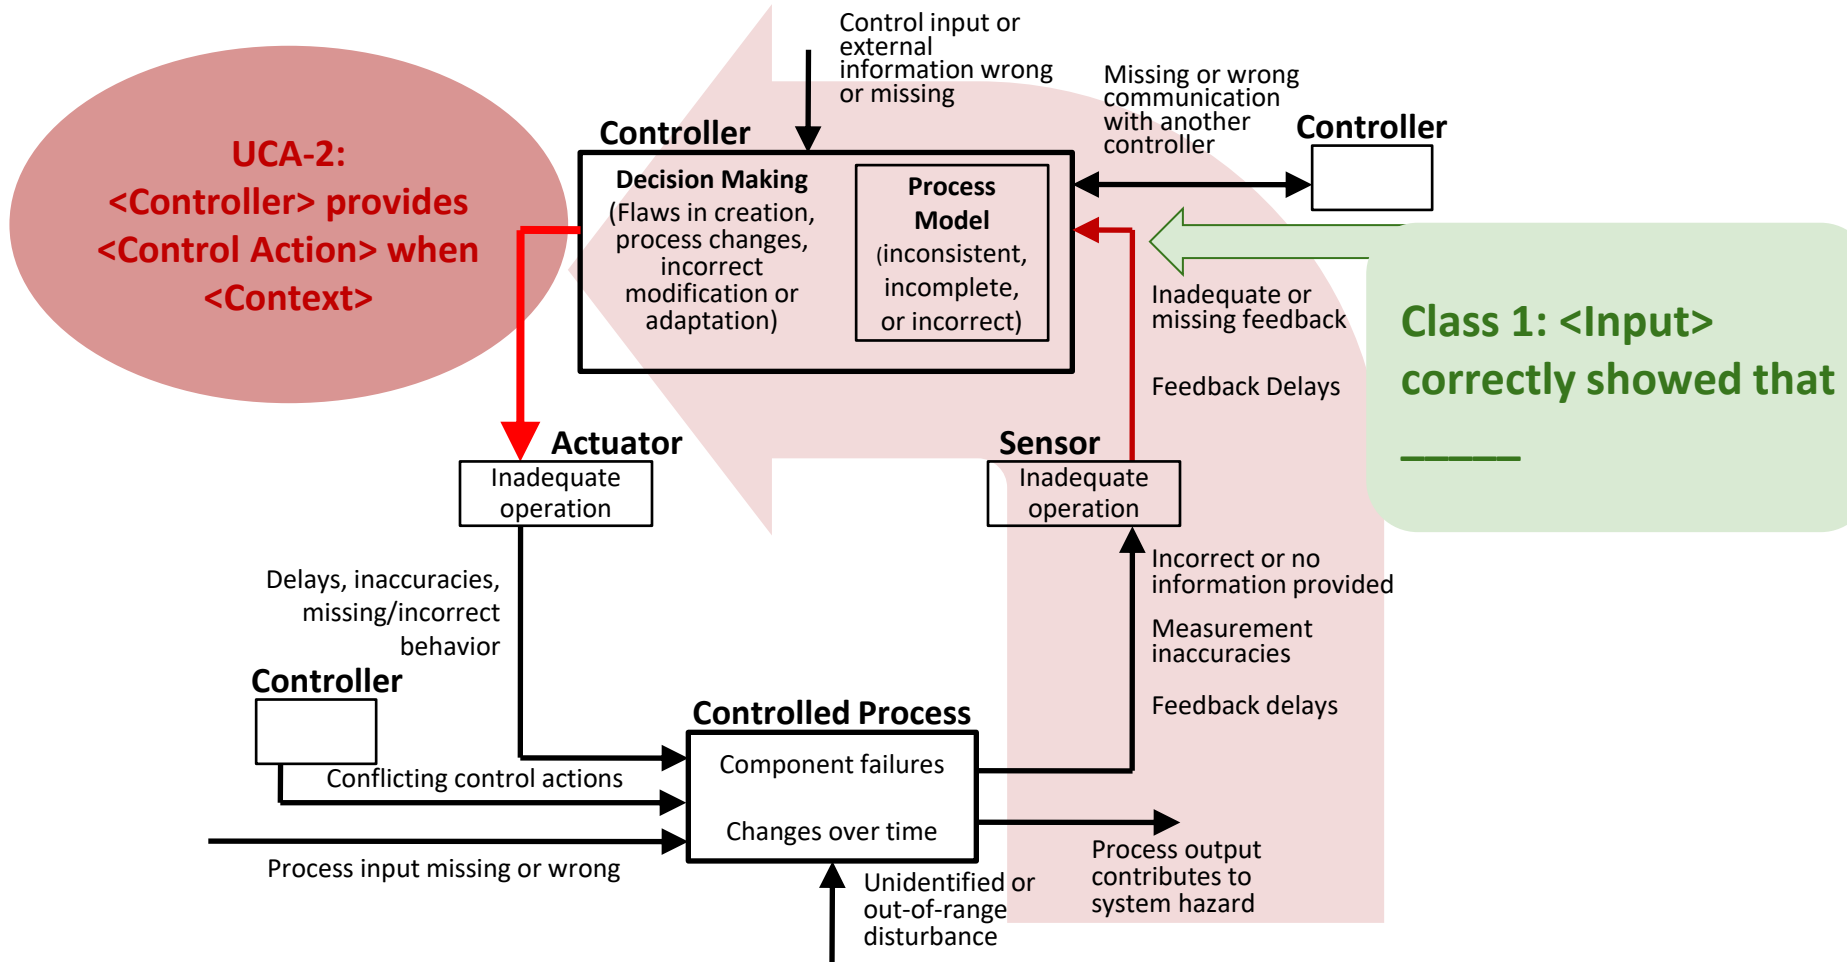 Control input or
external
information wrong
or missing
Missing or wrong
communication
with another
controller
Controller
Controller
UCA-2:
<Controller> provides
<Control Action> when
<Context>
Decision Making
(Flaws in creation,
process changes,
incorrect
modification or
adaptation)
Process
Model
(inconsistent,
incomplete,
or incorrect)
Inadequate or
missing feedback
Feedback Delays
Class 1: <Input>
correctly showed that
_____
Actuator
Inadequate
operation
Sensor
Inadequate
operation
Delays, inaccuracies,
missing/incorrect
behavior
Incorrect or no
information provided
Measurement
inaccuracies
Feedback delays
Controller
Controlled Process
Component failures
Changes over time
Conflicting control actions
Process input missing or wrong
Unidentified or
out-of-range
disturbance
Process output
contributes to
system hazard